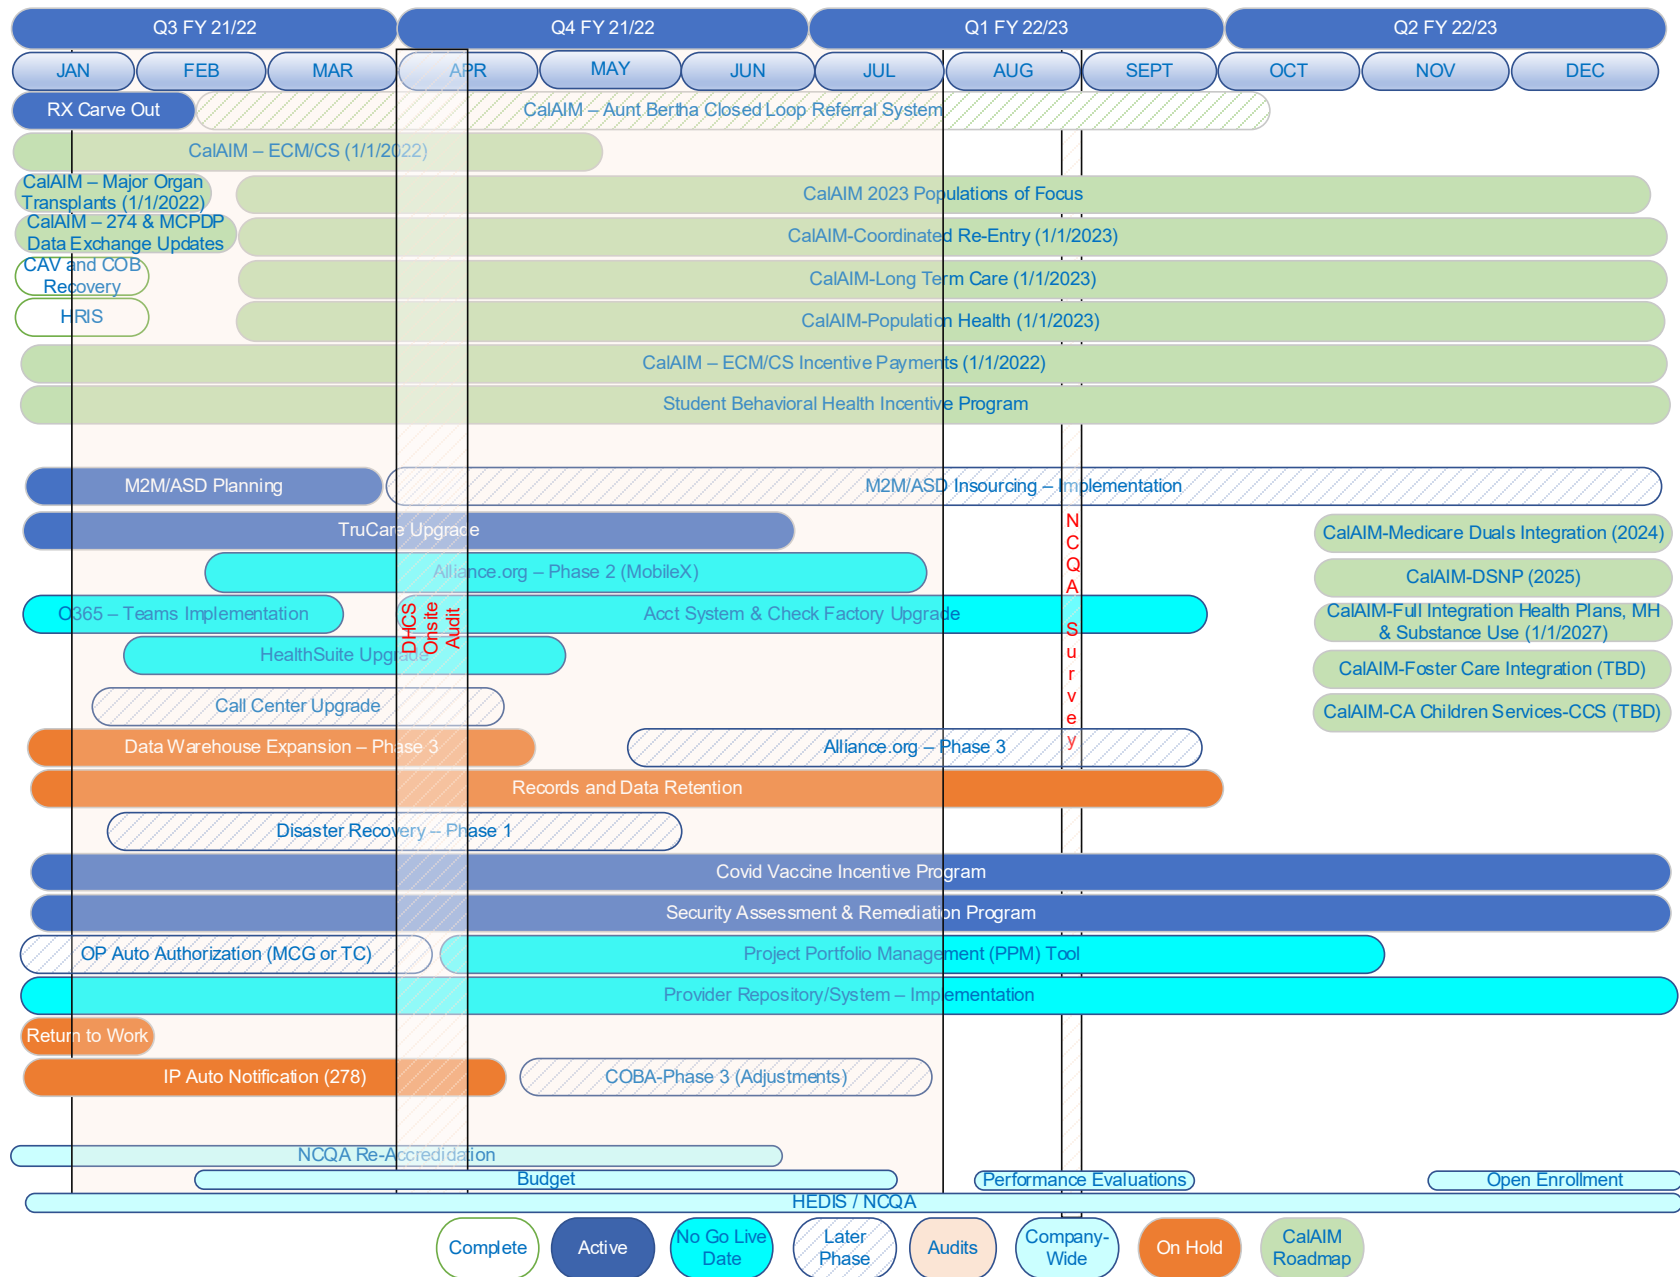 Q3 FY 21/22
Q4 FY 21/22
Q1 FY 22/23
Q2 FY 22/23
JAN
FEB
MAR
APR
MAY
JUN
JUL
AUG
SEPT
OCT
NOV
DEC
RX Carve Out
CalAIM – Aunt Bertha Closed Loop Referral System
CalAIM – ECM/CS (1/1/2022)
CalAIM – Major Organ
Transplants (1/1/2022)
CalAIM 2023 Populations of Focus
CalAIM – 274 & MCPDP
Data Exchange Updates
CalAIM-Coordinated Re-Entry (1/1/2023)
CAV and COB
Recovery
CalAIM-Long Term Care (1/1/2023)
HRIS
CalAIM-Population Health (1/1/2023)
CalAIM – ECM/CS Incentive Payments (1/1/2022)
Student Behavioral Health Incentive Program
M2M/ASD Planning
M2M/ASD Insourcing – Implementation
TruCare Upgrade
CalAIM-Medicare Duals Integration (2024)
Alliance.org – Phase 2 (MobileX)
CalAIM-DSNP (2025)
O365 – Teams Implementation
Acct System & Check Factory Upgrade
CalAIM-Full Integration Health Plans, MH
& Substance Use (1/1/2027)
HealthSuite Upgrade
CalAIM-Foster Care Integration (TBD)
DHCS
Onsite
Audit
NCQA Survey
Call Center Upgrade
CalAIM-CA Children Services-CCS (TBD)
Data Warehouse Expansion – Phase 3
Alliance.org – Phase 3
Records and Data Retention
Disaster Recovery – Phase 1
Covid Vaccine Incentive Program
Security Assessment & Remediation Program
OP Auto Authorization (MCG or TC)
Project Portfolio Management (PPM) Tool
Provider Repository/System – Implementation
Return to Work
IP Auto Notification (278)
COBA-Phase 3 (Adjustments)
NCQA Re-Accredidation
Budget
Performance Evaluations
Open Enrollment
HEDIS / NCQA
Complete
Active
No Go Live
Date
Later
Phase
Audits
Company-
Wide
On Hold
CalAIM
Roadmap